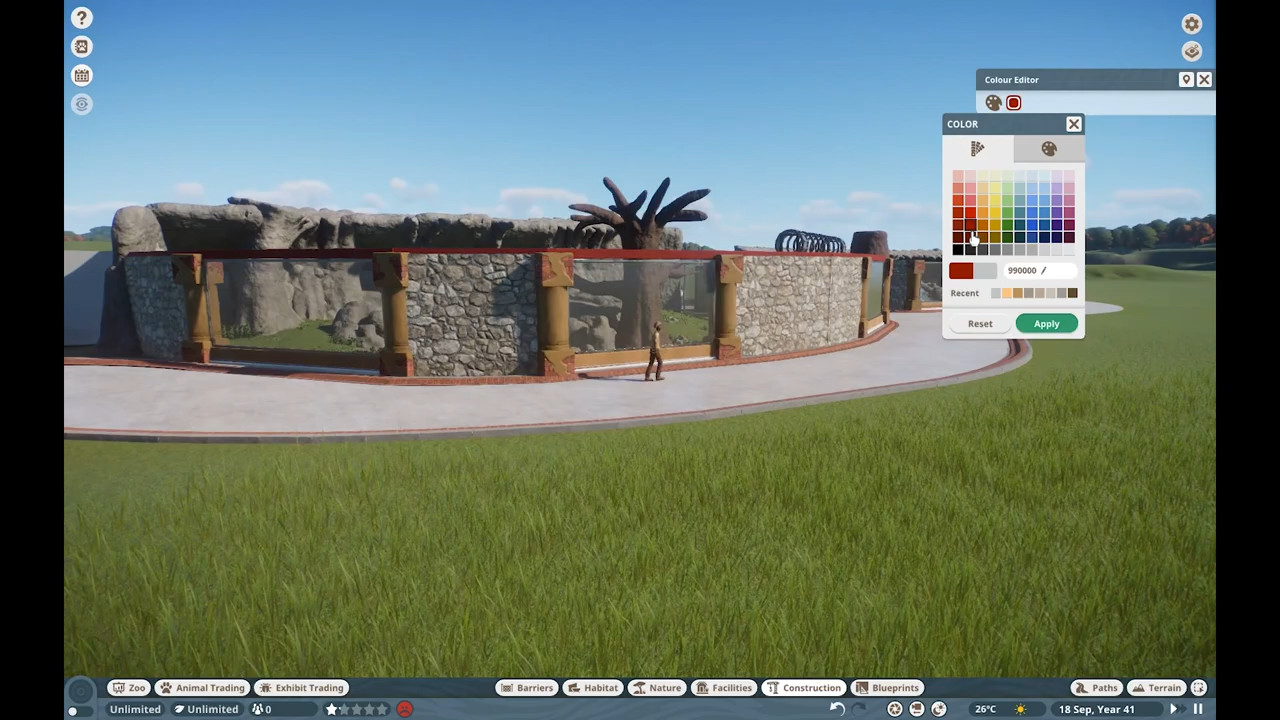 ?
Colour Editor
COLOR
990000
Recent
Reset
Apply
Zoo
Animal Trading
Exhibit Trading
Barriers
Habitat
Nature
Facilities
Construction
Blueprints
Paths
Terrain
Unlimited
Unlimited
0
26°C
18 Sep, Year 41